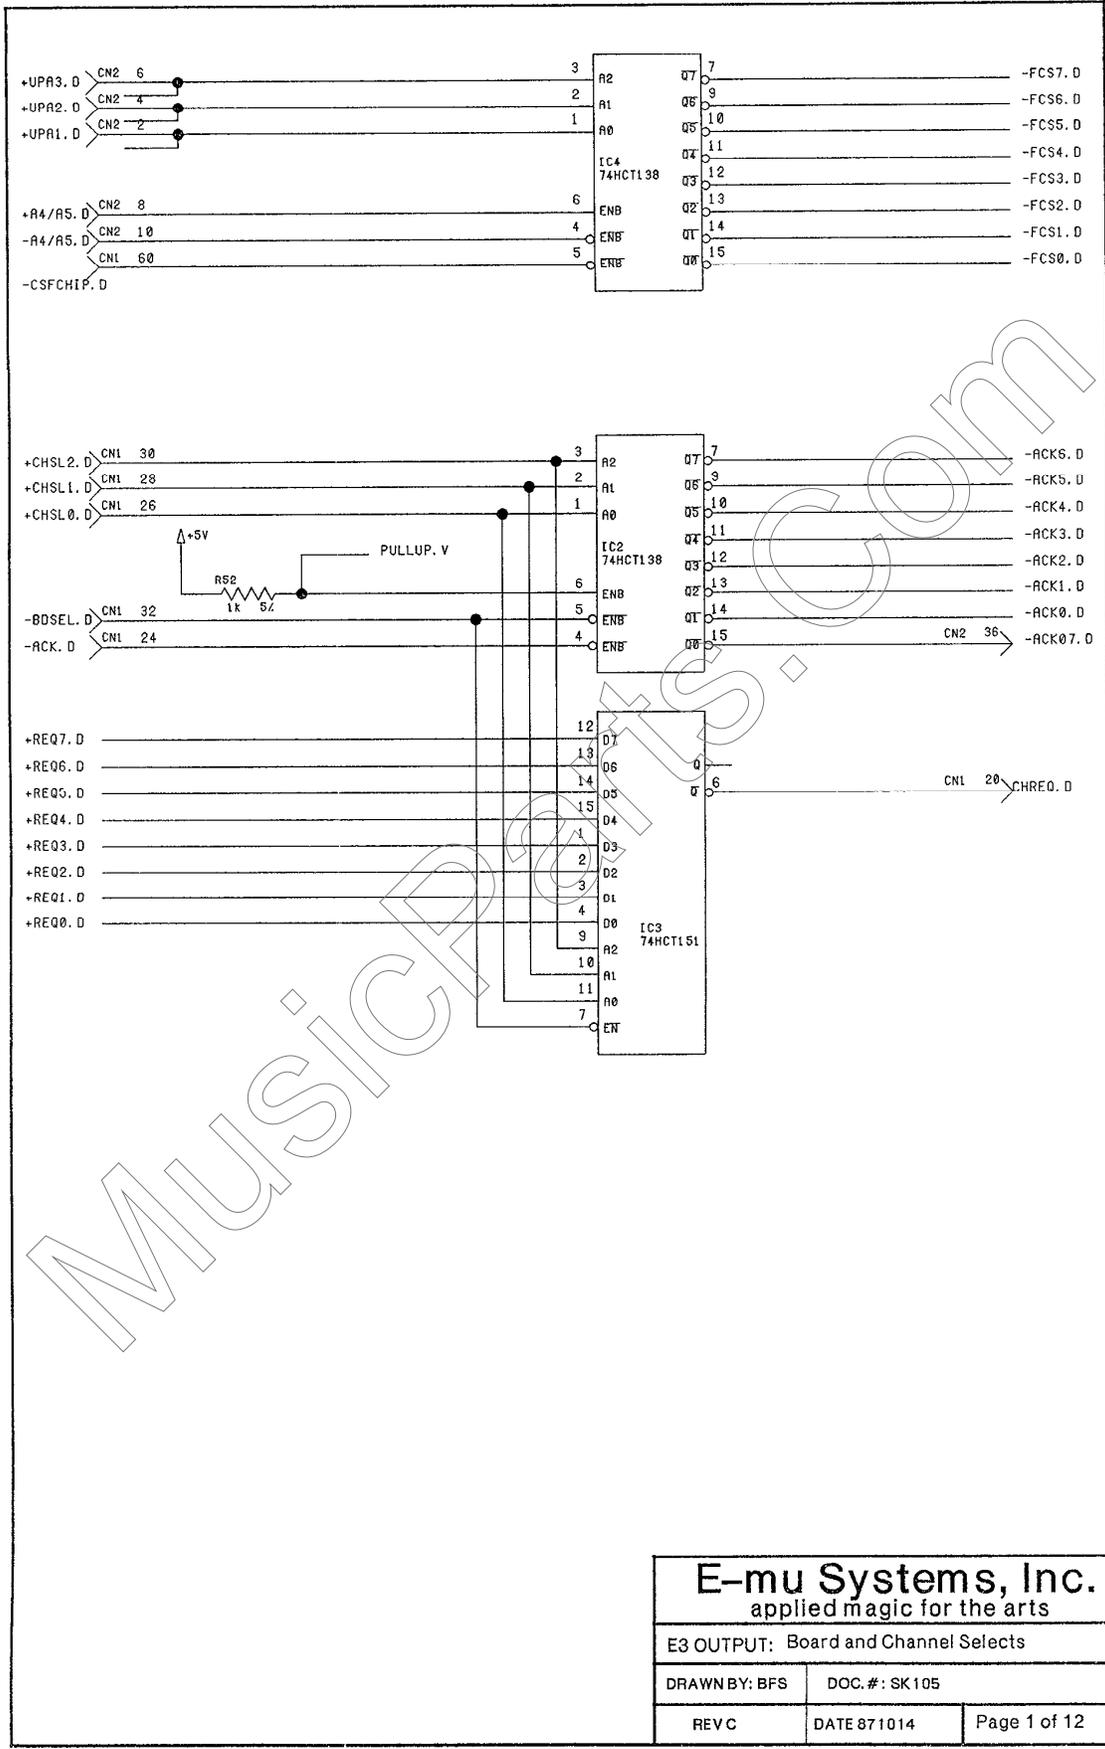 +UPA3.D CN2 6 3 A2 Q7 7 -FCS7.D
+UPA2.D CN2 4 2 A1 Q6 9 -FCS6.D
+UPA1.D CN2 2 1 A0 Q5 10 -FCS5.D
IC4 Q4 11 -FCS4.D
74HCT138 Q3 12 -FCS3.D
+A4/A5.D CN2 8 6 ENB Q2 13 -FCS2.D
-A4/A5.D CN2 10 4 ENB Q1 14 -FCS1.D
CN1 60 5 ENB Q0 15 -FCS0.D
-CSFCHIP.D
+CHSL2.D CN1 30 3 A2 Q7 7 -ACK6.D
+CHSL1.D CN1 28 2 A1 Q6 9 -ACK5.D
+CHSL0.D CN1 26 1 A0 Q5 10 -ACK4.D
+5V Q4 11 -ACK3.D
PULLUP.V IC2
74HCT138 Q3 12 -ACK2.D
R52 6 ENB Q2 13 -ACK1.D
1k 5%
-BDSEL.D CN1 32 5 ENB Q1 14 -ACK0.D
-ACK.D CN1 24 4 ENB Q0 15 CN2 36 -ACK07.D
+REQ7.D 12 D7
+REQ6.D 13 D6 Q
+REQ5.D 14 D5 Q 6 CN1 20 CHREQ.D
+REQ4.D 15 D4
+REQ3.D 1 D3
+REQ2.D 2 D2
+REQ1.D 3 D1
+REQ0.D 4 D0 IC3
9 A2 74HCT151
10 A1
11 A0
7 EN
MusicParts.Com
E-mu Systems, Inc.
applied magic for the arts
E3 OUTPUT: Board and Channel Selects
DRAWN BY: BFS DOC.#: SK105
REV C DATE 871014 Page 1 of 12